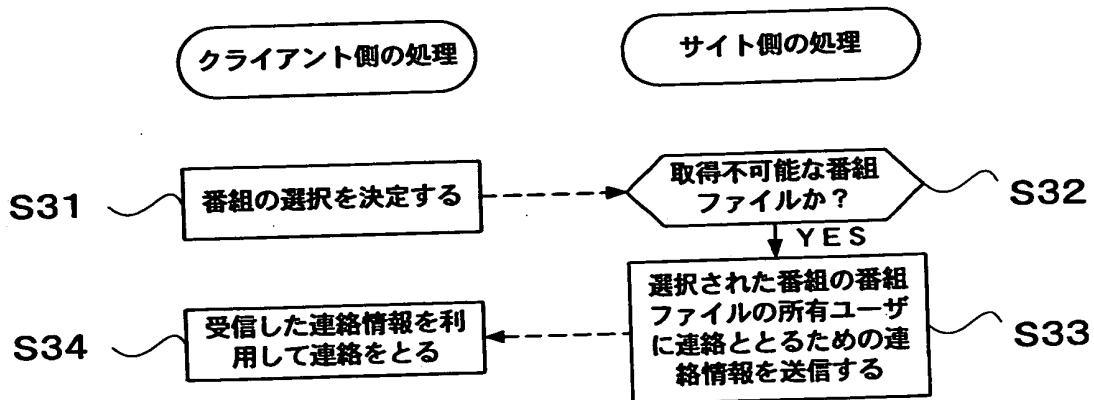 クライアント側の処理
サイト側の処理
S31
番組の選択を決定する
取得不可能な番組
ファイルか？
S32
YES
選択された番組の番組
ファイルの所有ユーザ
に連絡ととるための連
絡情報を送信する
S33
S34
受信した連絡情報を利
用して連絡をとる